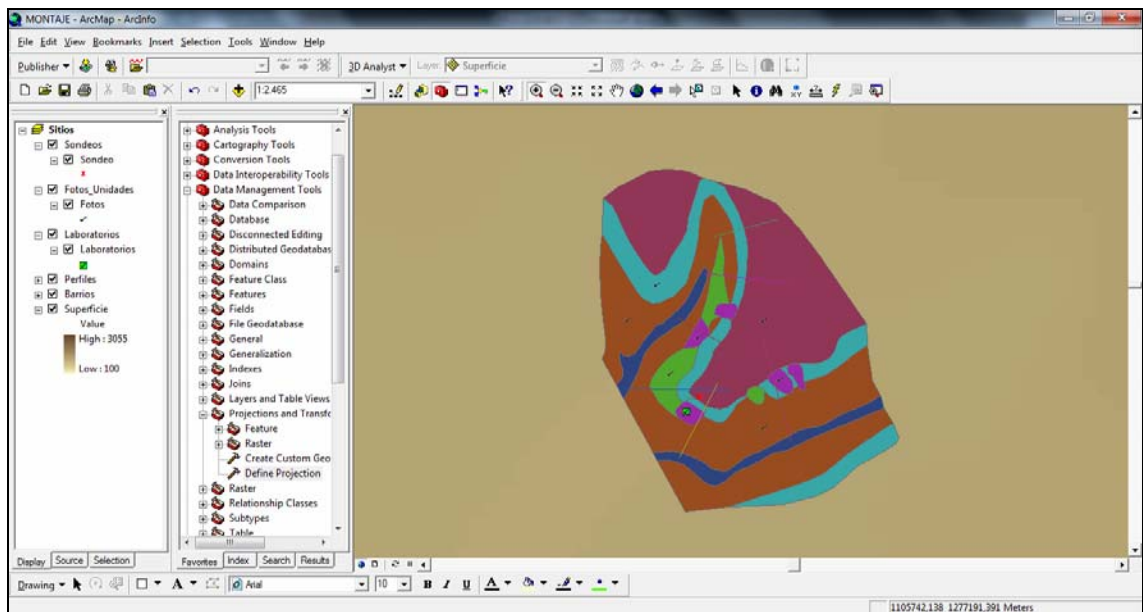 MONTAJE - ArcMap - ArcInfo
File Edit View Bookmarks Insert Selection Tools Window Help
Publisher 3D Analyst Layer: Superficie
1:2.465
Sitios
Sondeos
Sondeo
Fotos_Unidades
Fotos
Laboratorios
Laboratorios
Perfiles
Barrios
Superficie
Value
High : 3055
Low : 100
Analysis Tools
Cartography Tools
Conversion Tools
Data Interoperability Tools
Data Management Tools
Data Comparison
Database
Disconnected Editing
Distributed Geodatabas
Domains
Feature Class
Features
Fields
File Geodatabase
General
Generalization
Indexes
Joins
Layers and Table Views
Projections and Transfc
Feature
Raster
Create Custom Geo
Define Projection
Raster
Relationship Classes
Subtypes
Table
Display Source Selection
Favorites Index Search Results
Drawing A Arial 10 B I U A
1105742,138 1277191,391 Meters